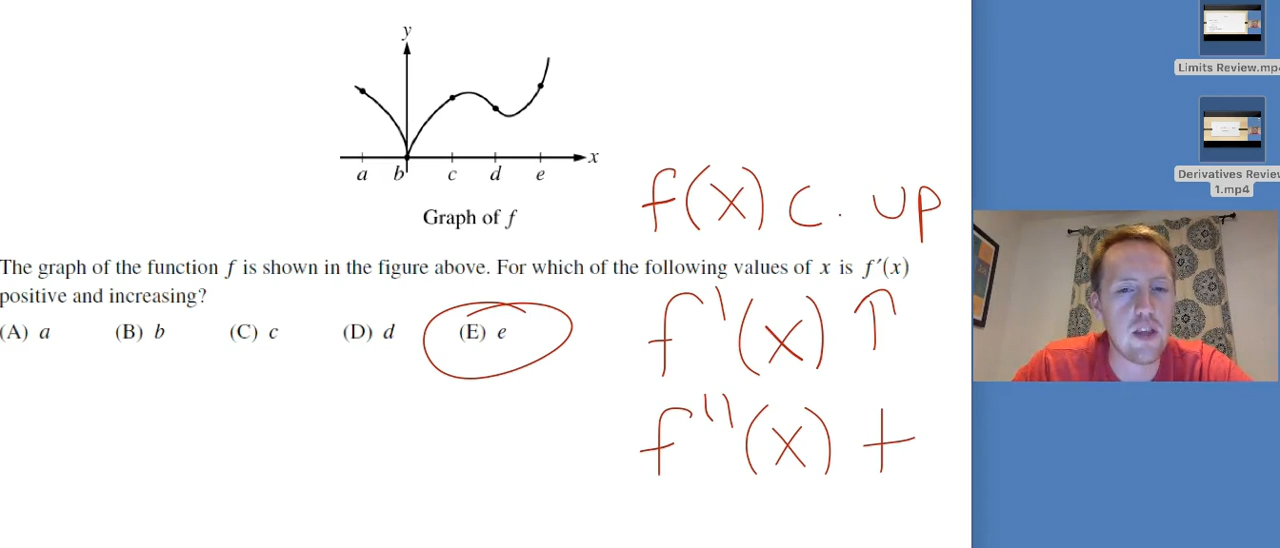 y
x
a b c d e
Graph of f
The graph of the function f is shown in the figure above. For which of the following values of x is f′(x)
positive and increasing?
(A) a (B) b (C) c (D) d (E) e
f(x) c. up
f'(x) ↑
f''(x) +
Limits Review.mp
Derivatives Review
1.mp4